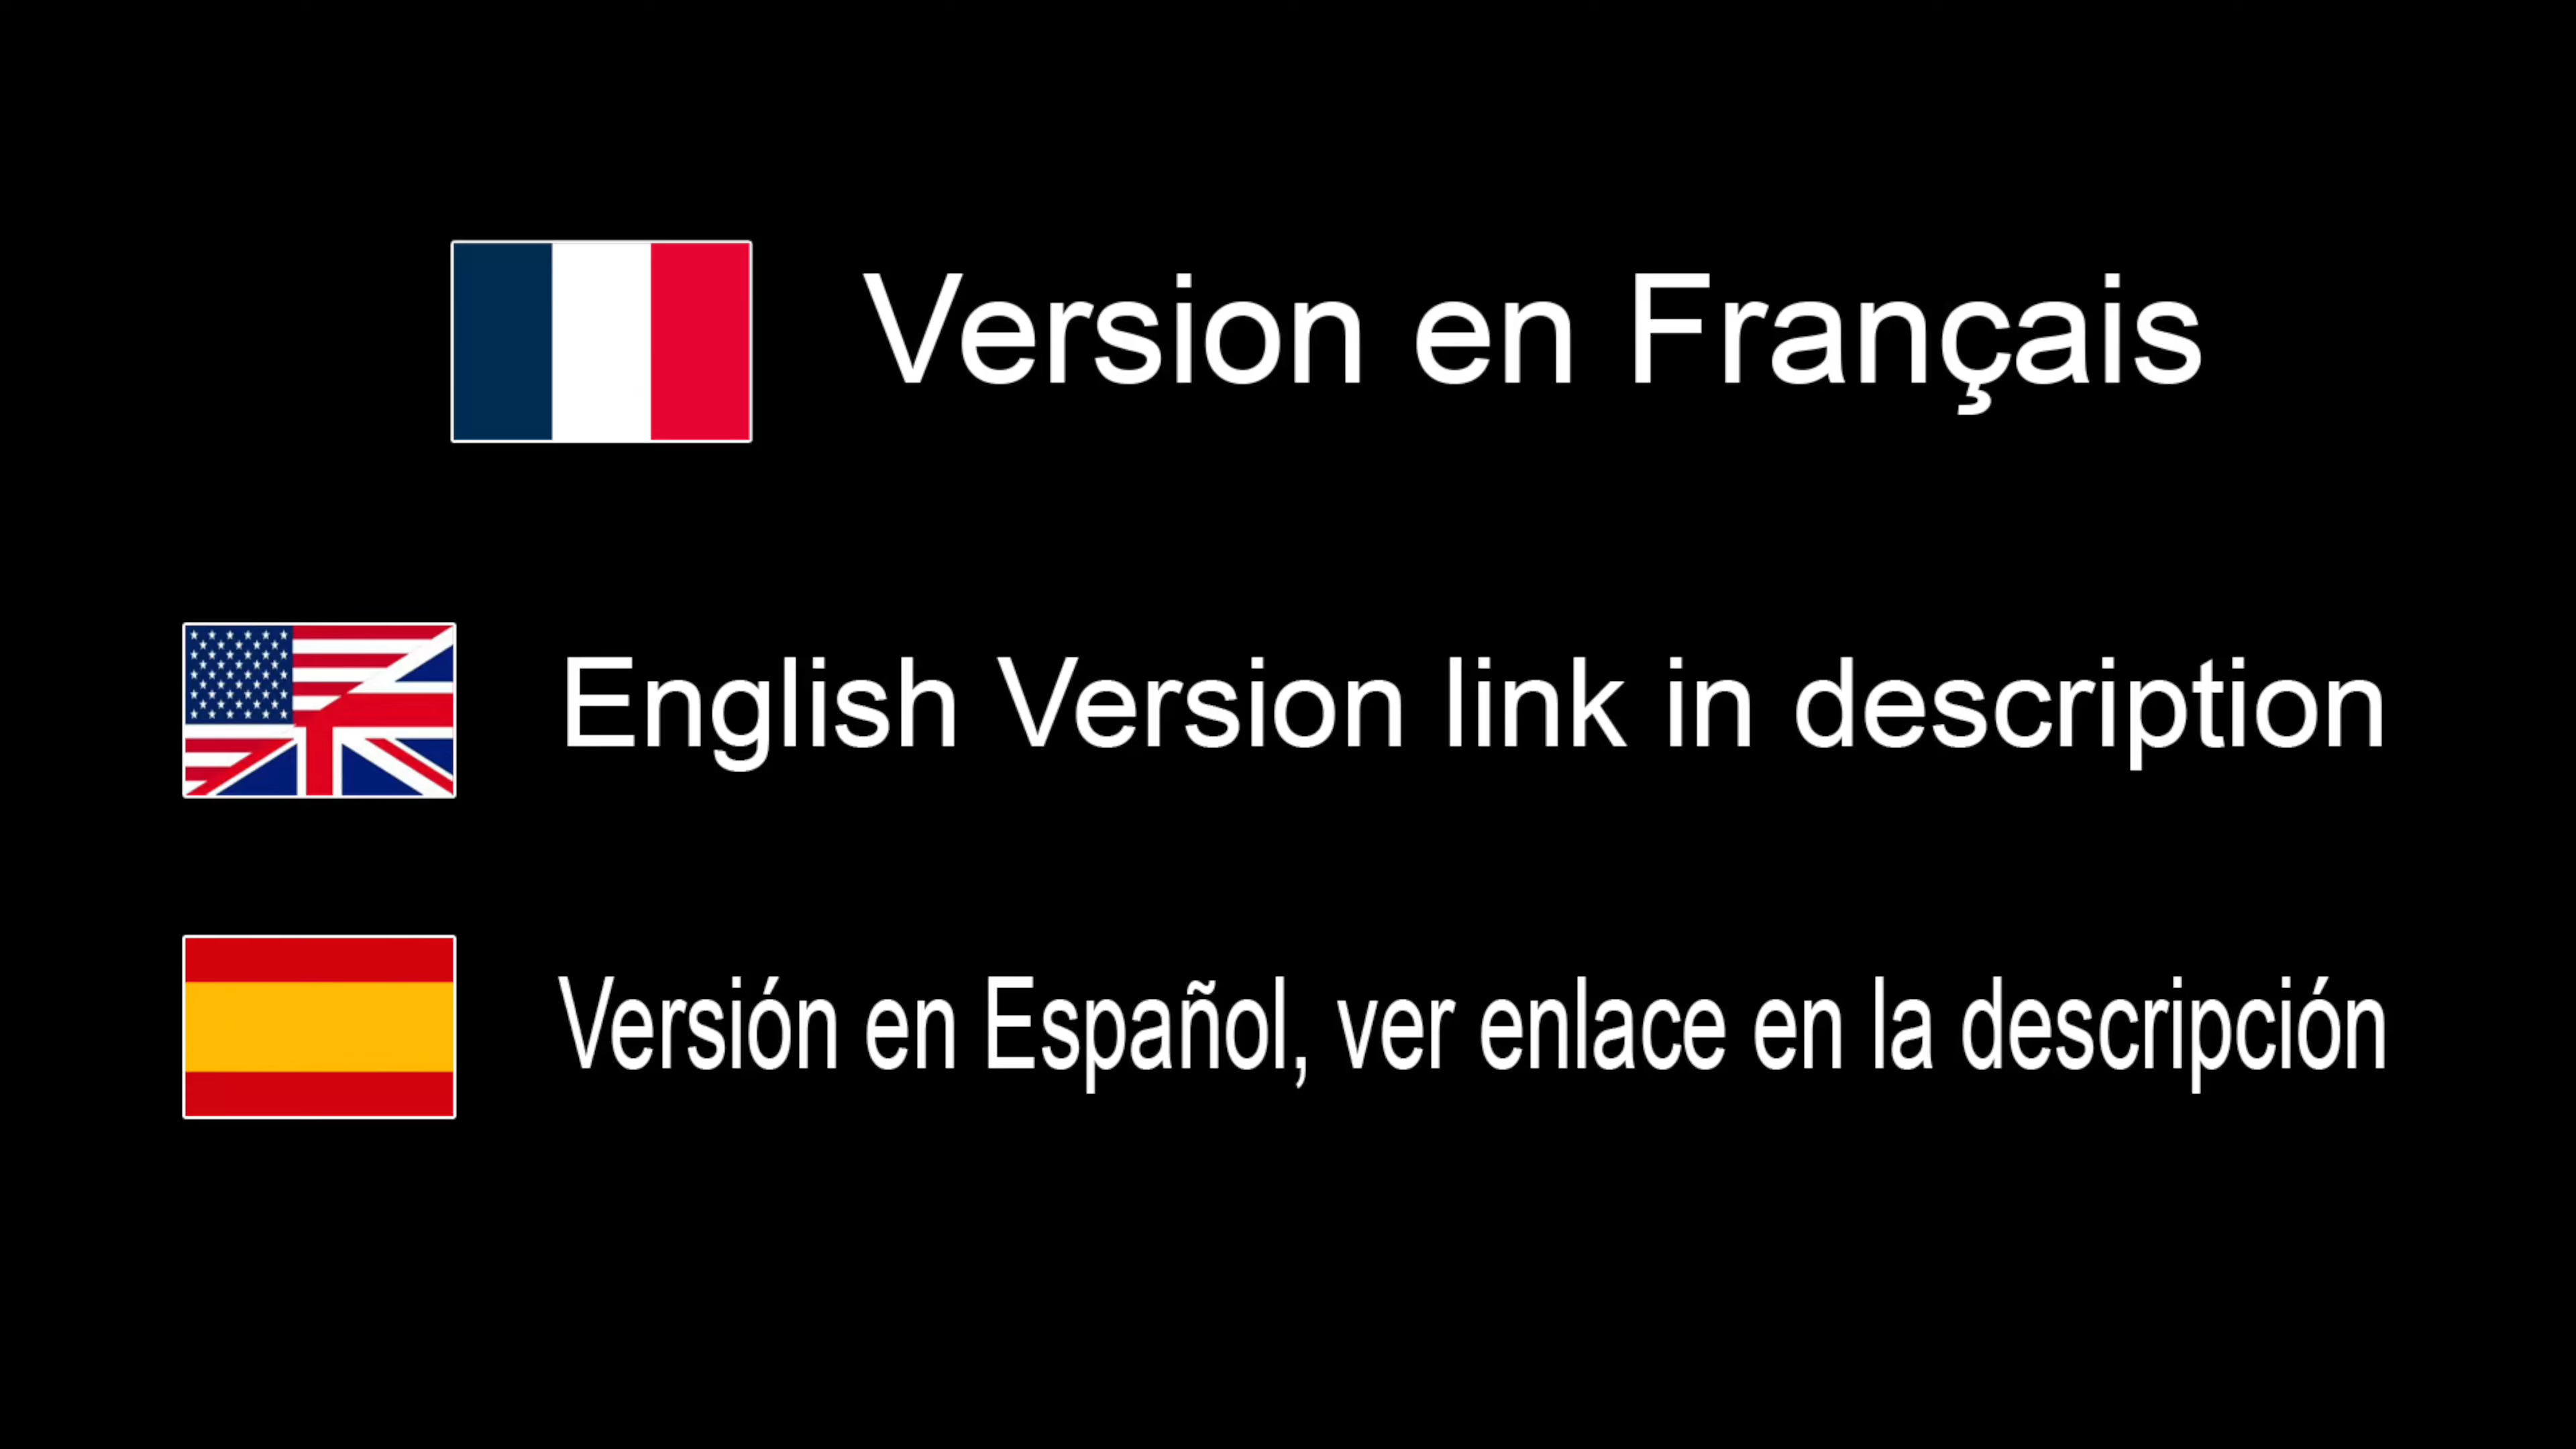 Version en Français
English Version link in description
Versión en Español, ver enlace en la descripción